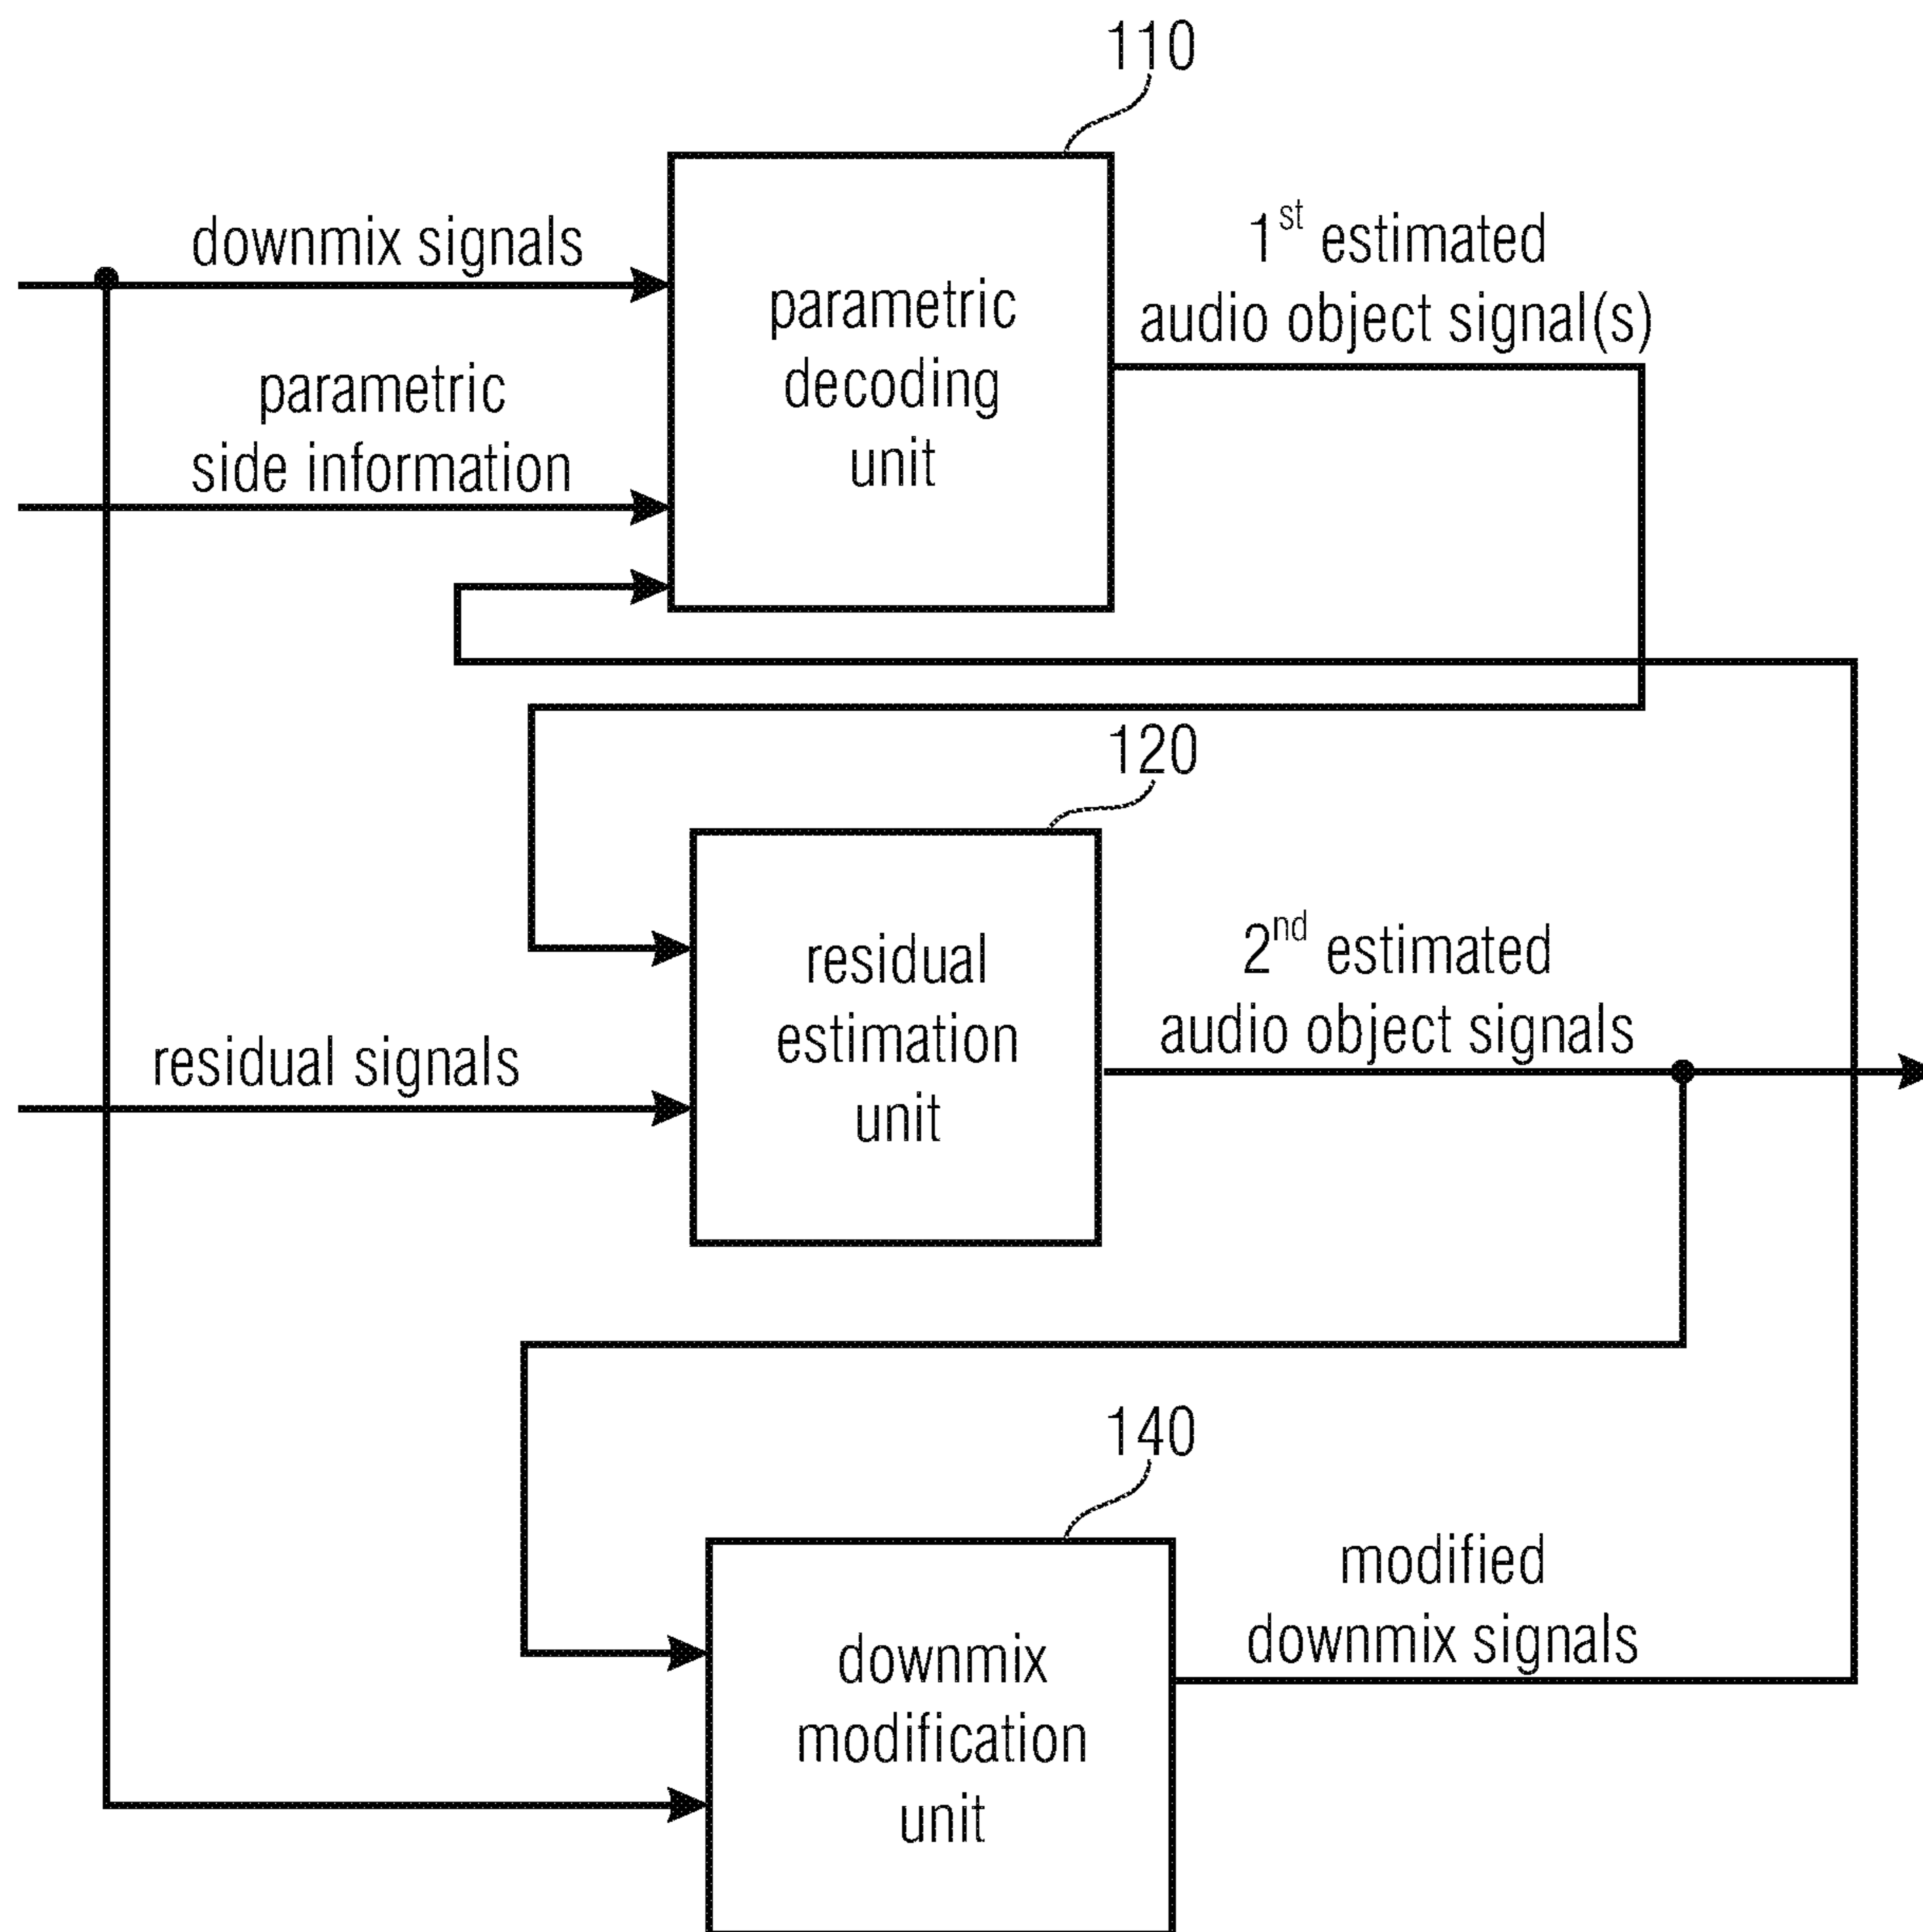 110
downmix signals
parametric
side information
parametric
decoding
unit
1st estimated
audio object signal(s)
120
residual signals
residual
estimation
unit
2nd estimated
audio object signals
140
downmix
modification
unit
modified
downmix signals